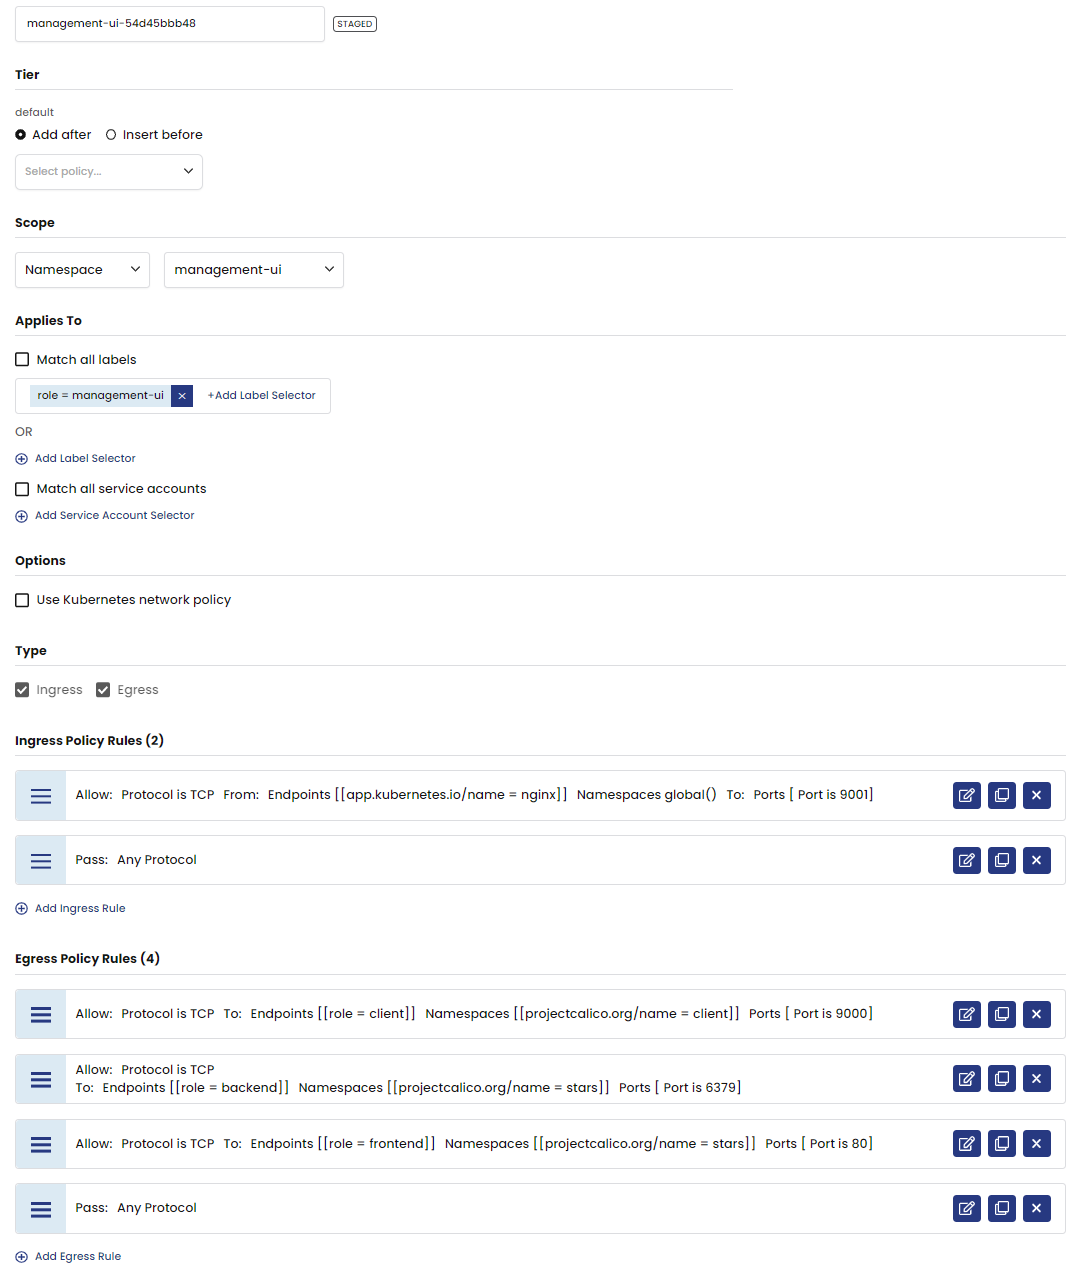 management-ui-54d45bbb48 STAGED
Tier
default
Add after Insert before
Select policy...
Scope
Namespace management-ui
Applies To
Match all labels
role = management-ui × +Add Label Selector
OR
Add Label Selector
Match all service accounts
Add Service Account Selector
Options
Use Kubernetes network policy
Type
Ingress Egress
Ingress Policy Rules (2)
Allow: Protocol is TCP From: Endpoints [[app.kubernetes.io/name = nginx]] Namespaces global() To: Ports [ Port is 9001]
Pass: Any Protocol
Add Ingress Rule
Egress Policy Rules (4)
Allow: Protocol is TCP To: Endpoints [[role = client]] Namespaces [[projectcalico.org/name = client]] Ports [ Port is 9000]
Allow: Protocol is TCP
To: Endpoints [[role = backend]] Namespaces [[projectcalico.org/name = stars]] Ports [ Port is 6379]
Allow: Protocol is TCP To: Endpoints [[role = frontend]] Namespaces [[projectcalico.org/name = stars]] Ports [ Port is 80]
Pass: Any Protocol
Add Egress Rule